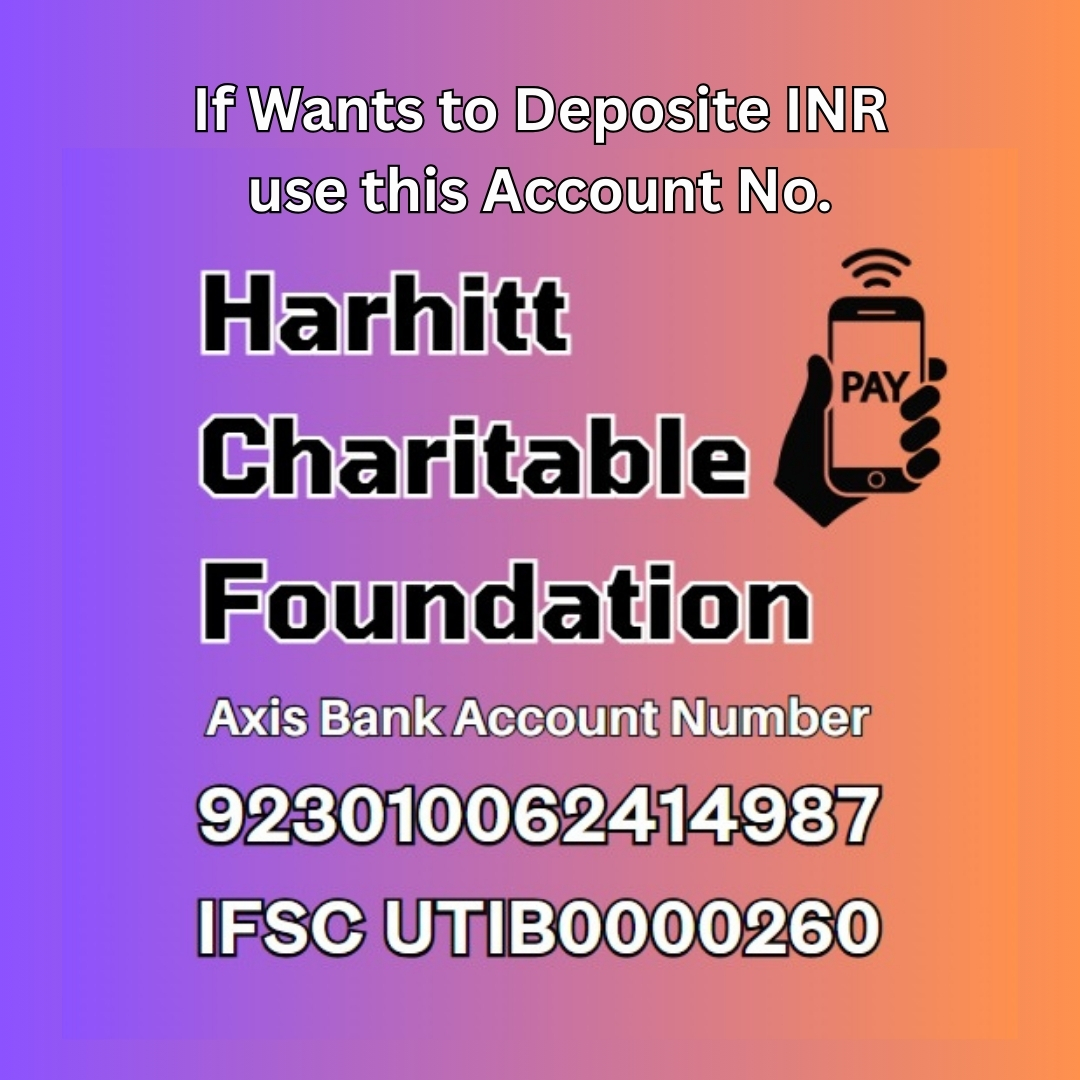 If Wants to Deposite INR
use this Account No.
Harhitt
Charitable
PAY
Foundation
Axis Bank Account Number
923010062414987
IFSC UTIB0000260